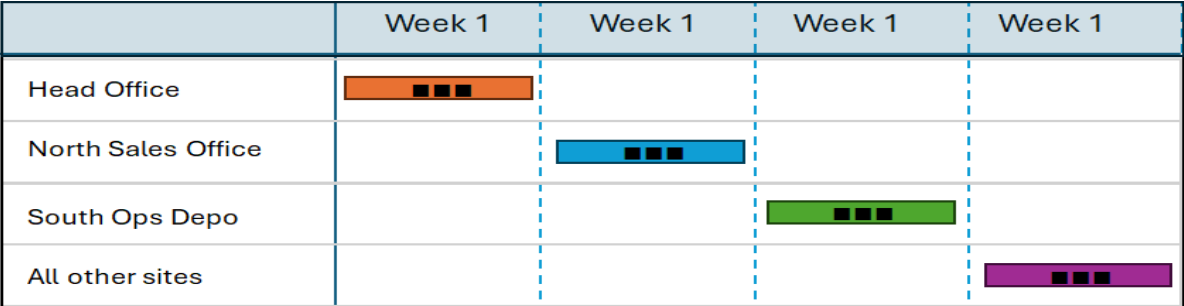 Week 1 Week 1 Week 1 Week 1
Head Office
North Sales Office
South Ops Depo
All other sites